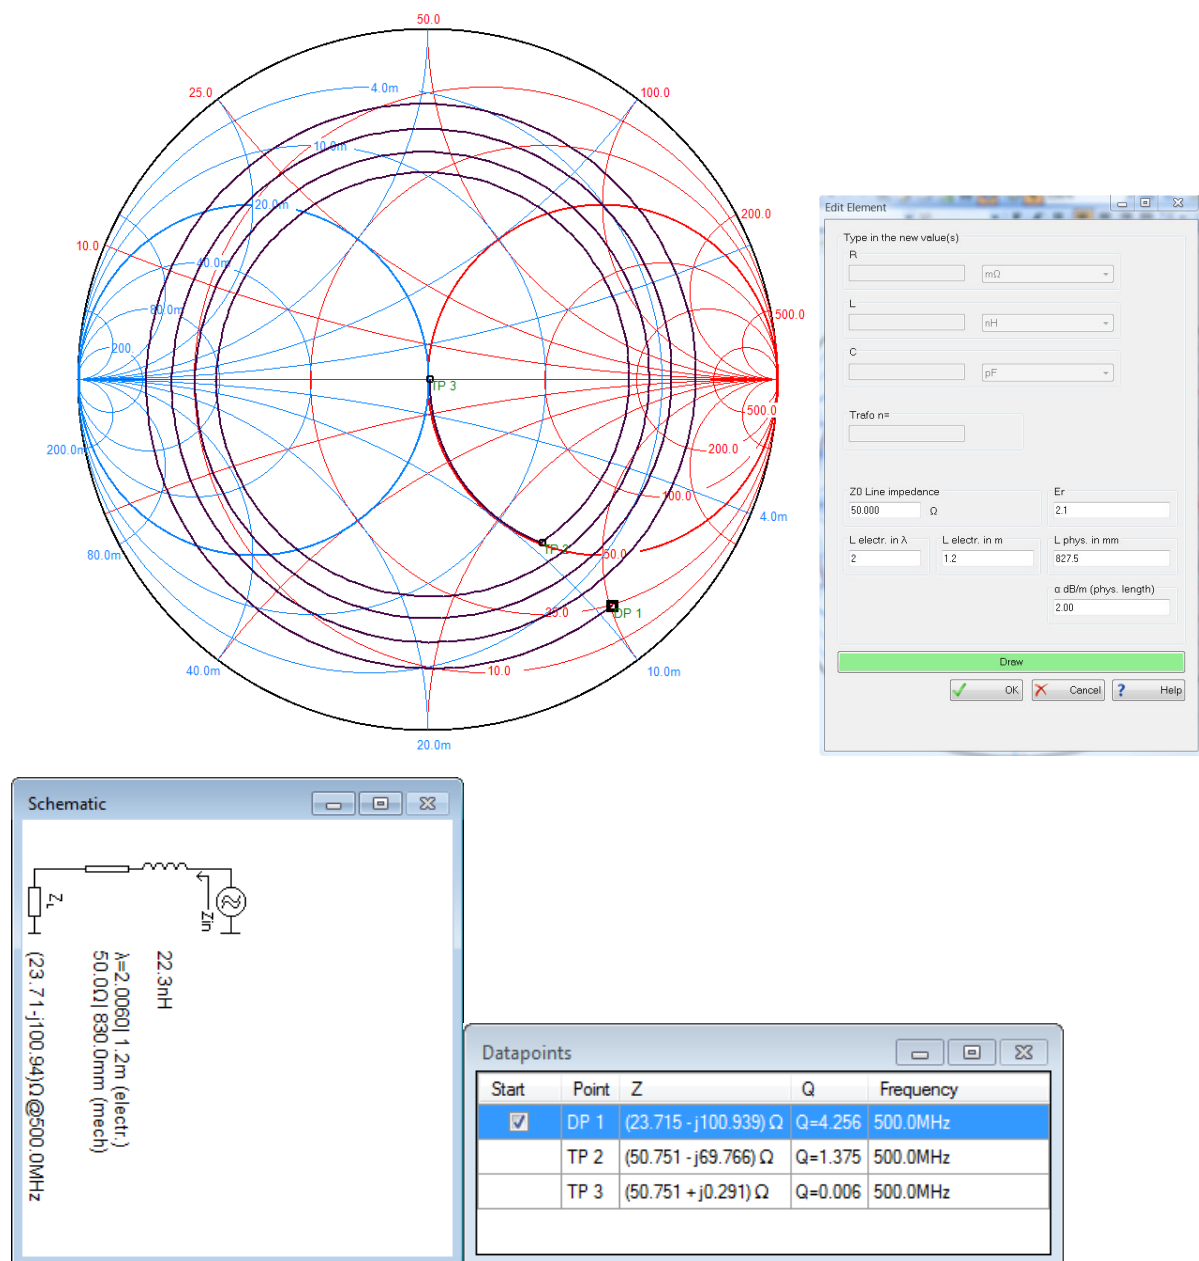 50.0
25.0
4.0m
100.0
10.0m
20.0m
200.0
10.0
40.0m
80.0m
500.0
200.
TP 3
500.0
200.0m
200.0
100.0
4.0m
80.0m
TP 2
50.0
25.0
DP 1
40.0m
10.0
10.0m
20.0m
Edit Element
Type in the new value(s)
R
mΩ
L
nH
C
pF
Trafo n=
Z0 Line impedance
Er
50.000 Ω
2.1
L electr. in λ
L electr. in m
L phys. in mm
2
1.2
827.5
α dB/m (phys. length)
2.00
Draw
OK
Cancel
? Help
Schematic
ZL
Zin
22.3nH
λ=2.0060| 1.2m (electr.)
50.0Ω| 830.0mm (mech)
(23.71-j100.94)Ω@500.0MHz
Datapoints
Start Point Z Q Frequency
DP 1 (23.715 - j100.939) Ω Q=4.256 500.0MHz
TP 2 (50.751 - j69.766) Ω Q=1.375 500.0MHz
TP 3 (50.751 + j0.291) Ω Q=0.006 500.0MHz